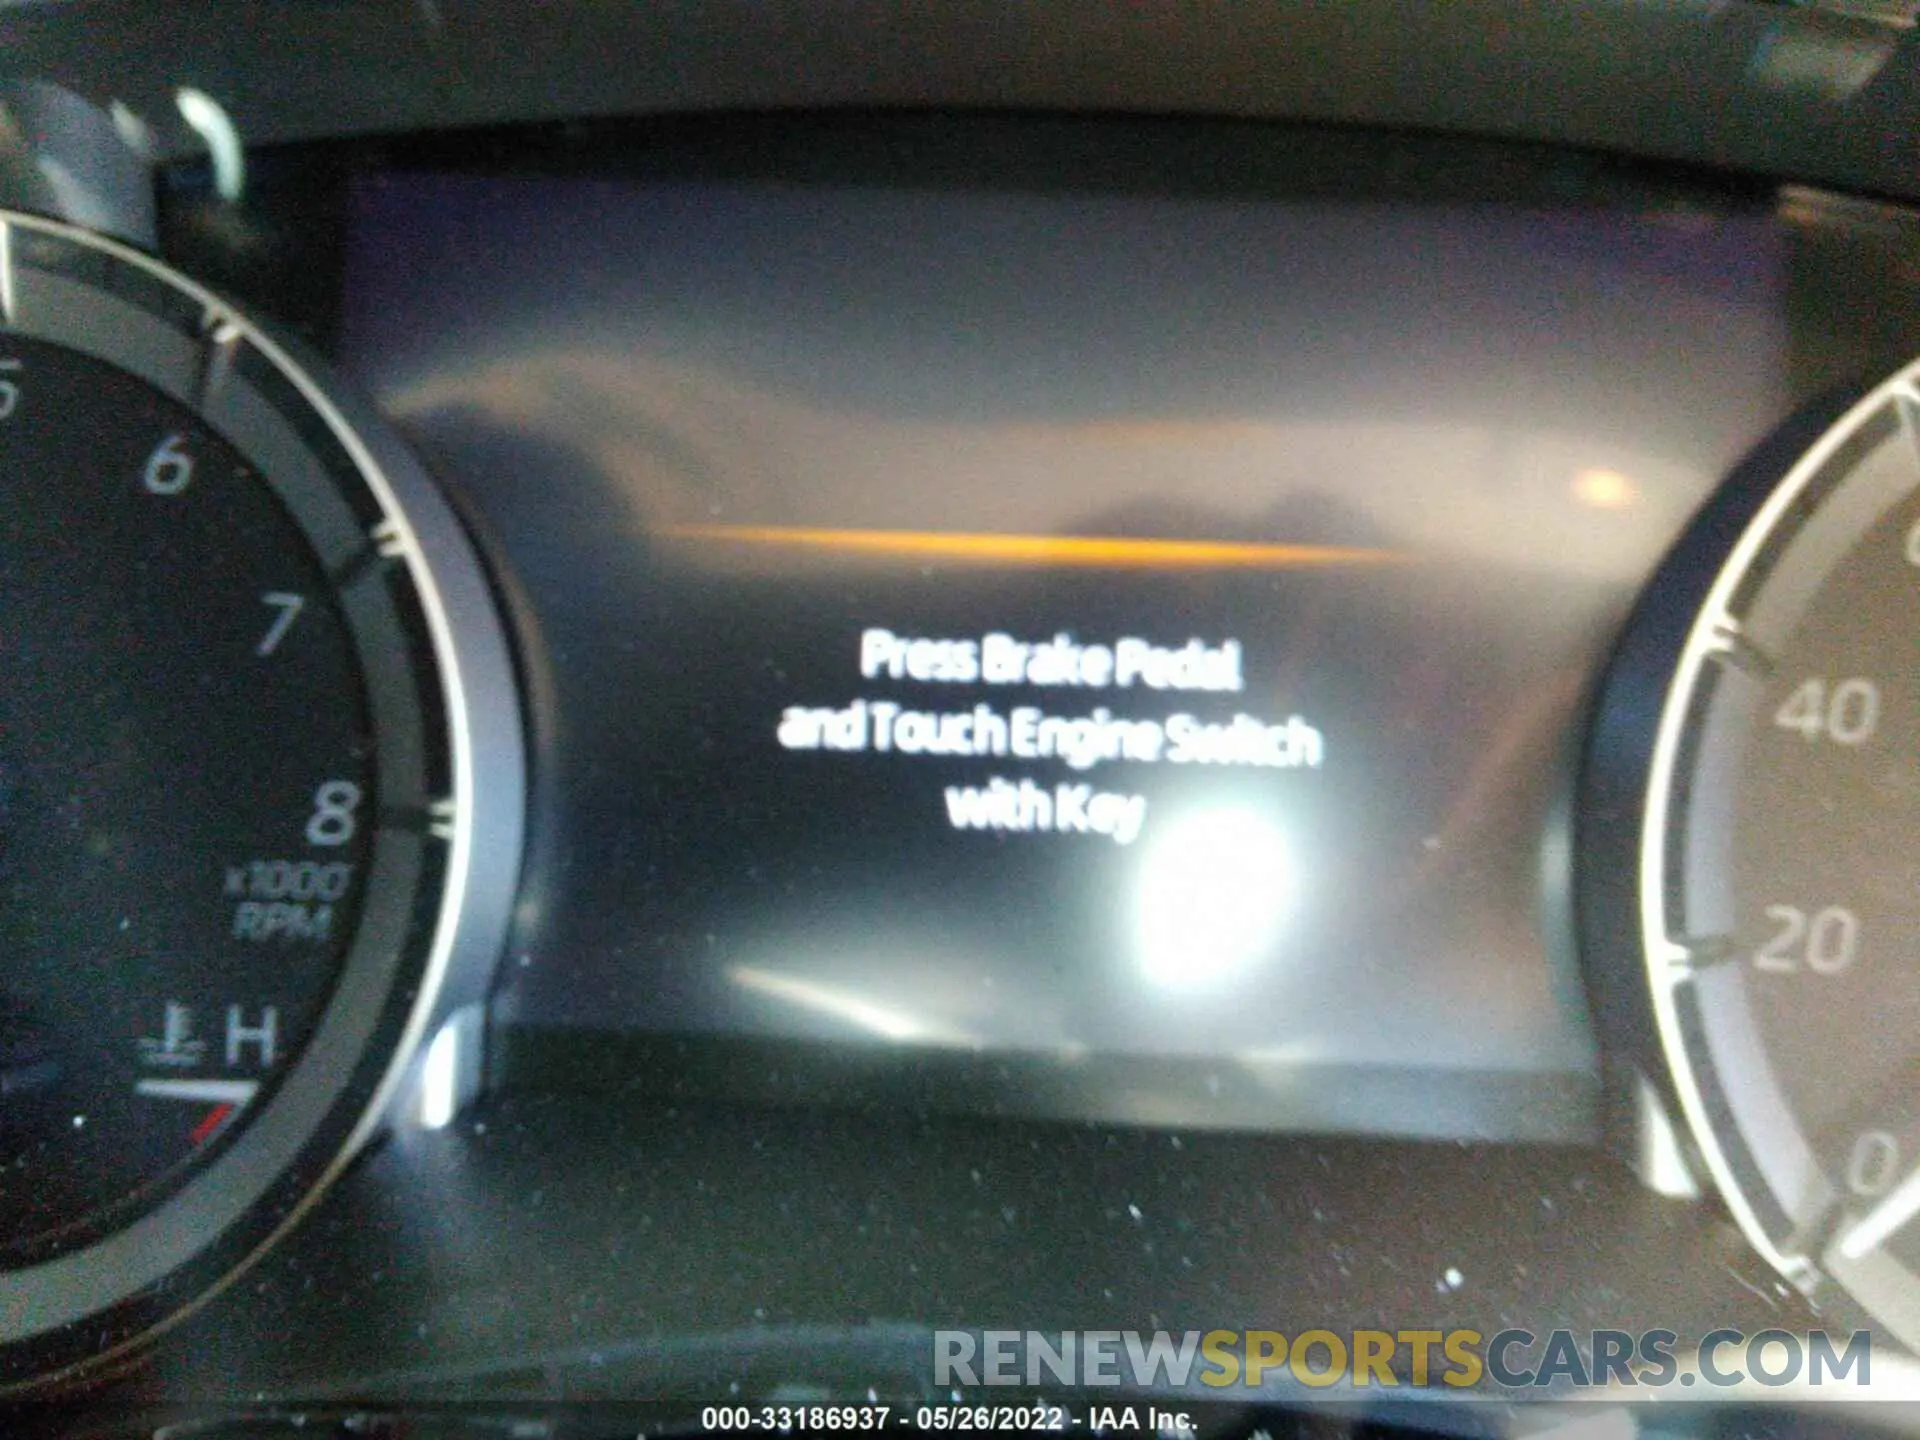 5
6
7
8
x1000
RPM
H
Press Brake Pedal
and Touch Engine Switch
with Key
40
20
0
RENEWSPORTSCARS.COM
000-33186937 - 05/26/2022 - IAA Inc.